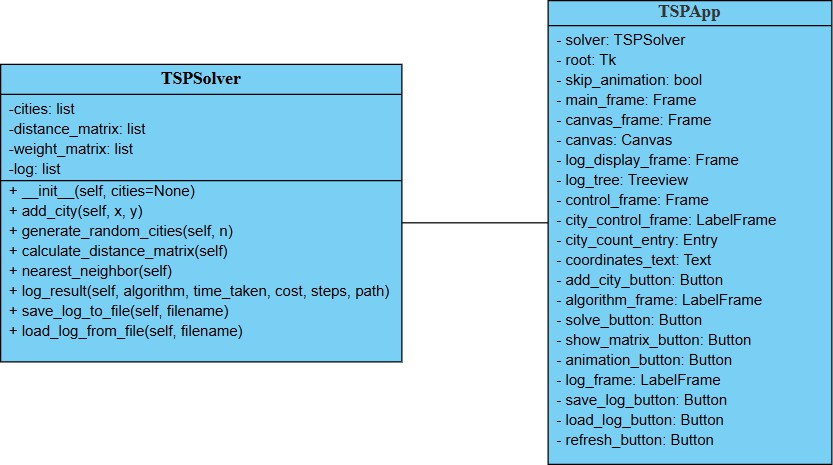 TSPSolver
-cities: list
-distance_matrix: list
-weight_matrix: list
-log: list
+ __init__(self, cities=None)
+ add_city(self, x, y)
+ generate_random_cities(self, n)
+ calculate_distance_matrix(self)
+ nearest_neighbor(self)
+ log_result(self, algorithm, time_taken, cost, steps, path)
+ save_log_to_file(self, filename)
+ load_log_from_file(self, filename)
TSPApp
- solver: TSPSolver
- root: Tk
- skip_animation: bool
- main_frame: Frame
- canvas_frame: Frame
- canvas: Canvas
- log_display_frame: Frame
- log_tree: Treeview
- control_frame: Frame
- city_control_frame: LabelFrame
- city_count_entry: Entry
- coordinates_text: Text
- add_city_button: Button
- algorithm_frame: LabelFrame
- solve_button: Button
- show_matrix_button: Button
- animation_button: Button
- log_frame: LabelFrame
- save_log_button: Button
- load_log_button: Button
- refresh_button: Button